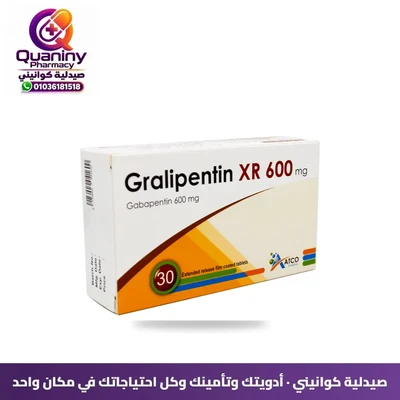 Quaniny
Pharmacy
صيدلية كوانيني
01036181518
Gralipentin XR 600 mg
Gabapentin 600 mg
30
Extended release film coated tablets
ATCO
صيدلية كوانيني - أدويتك وتأمينك وكل احتياجاتك في مكان واحد